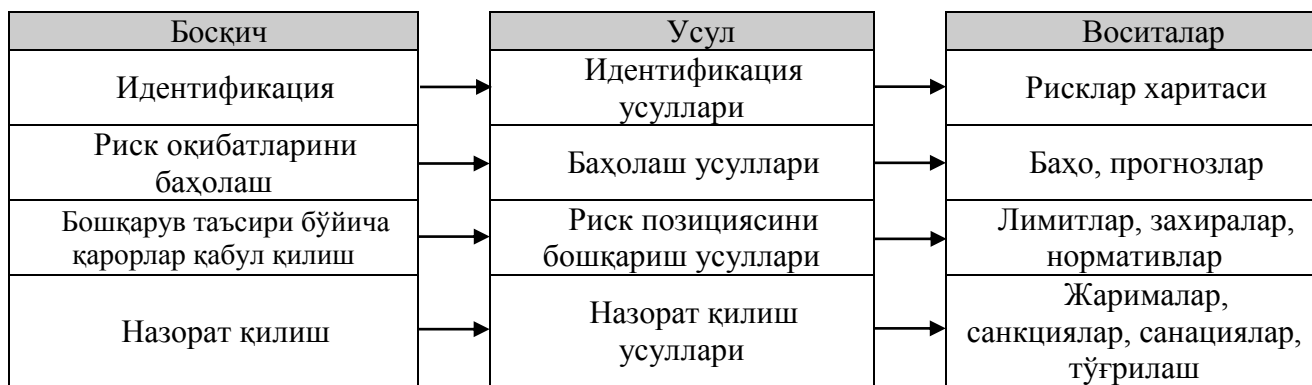 Босқич
Усул
Воситалар
Идентификация
Идентификация
усуллари
Рисклар харитаси
Риск оқибатларини
баҳолаш
Баҳолаш усуллари
Баҳо, прогнозлар
Бошқарув таъсири бўйича
қарорлар қабул қилиш
Риск позициясини
бошқариш усуллари
Лимитлар, захиралар,
нормативлар
Назорат қилиш
Назорат қилиш
усуллари
Жарималар,
санкциялар, санациялар,
тўғрилаш